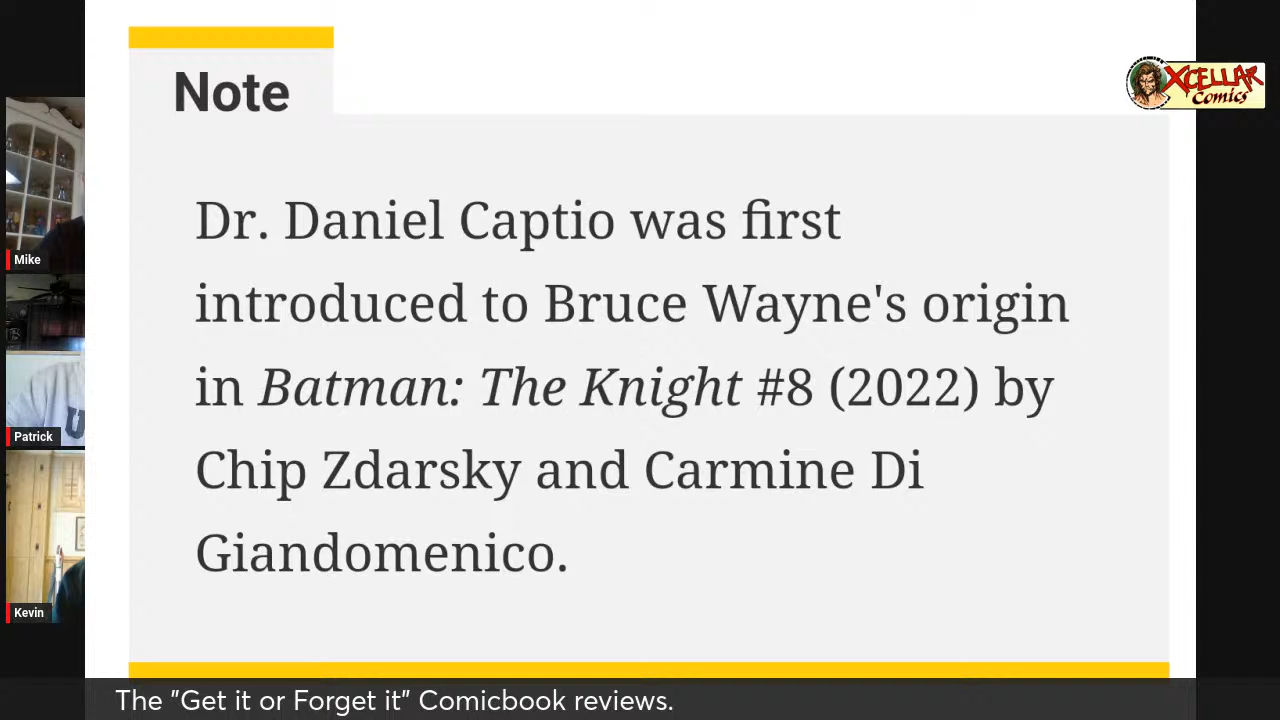 Note
XCELLAR
Comics
Dr. Daniel Captio was first
introduced to Bruce Wayne's origin
in Batman: The Knight #8 (2022) by
Chip Zdarsky and Carmine Di
Giandomenico.
Mike
Patrick
Kevin
The "Get it or Forget it" Comicbook reviews.